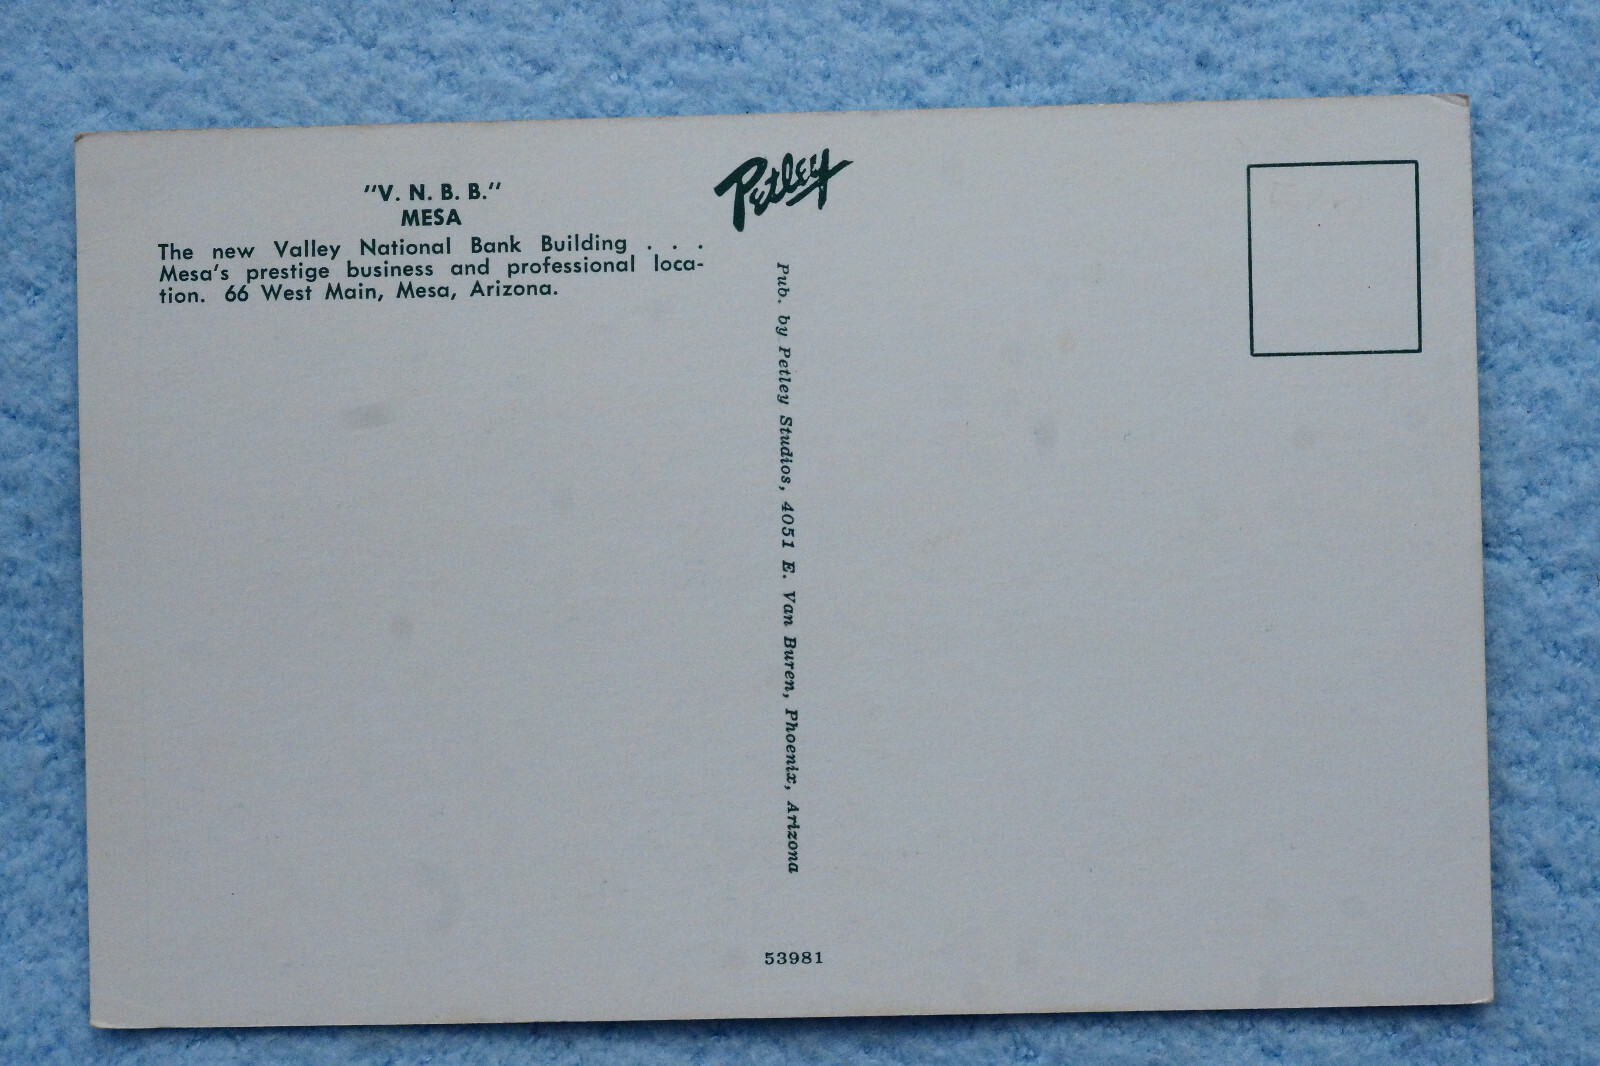 "V. N. B. B."
MESA
The new Valley National Bank Building . . .
Mesa's prestige business and professional loca-
tion. 66 West Main, Mesa, Arizona.
Petley
Pub. by Petley Studios, 4051 E. Van Buren, Phoenix, Arizona
53981